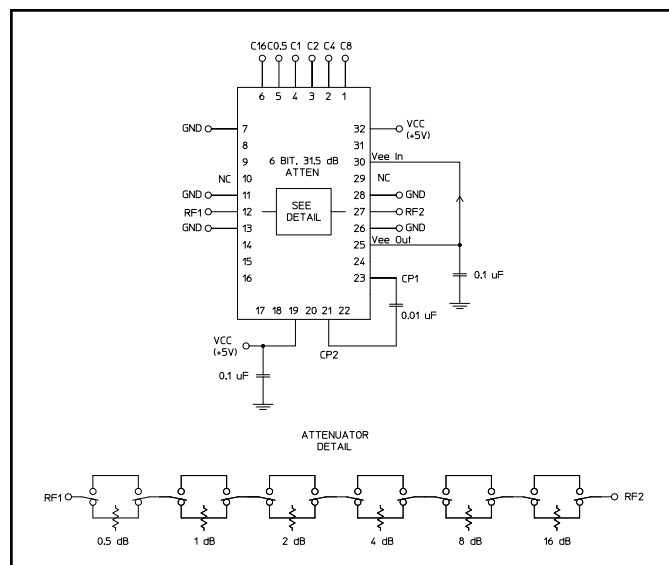 C16 C0.5 C1 C2 C4 C8
6 5 4 3 2 1
GND 7 32 VCC
(+5V)
8 31
9 6 BIT, 31.5 dB 30 Vee In
ATTEN
NC 10 29 NC
GND 11 28 GND
SEE
RF1 12 27 RF2
DETAIL
GND 13 26 GND
14 25 Vee Out
15 24
16 23 CP1
0.1 uF
0.01 uF
17 18 19 20 21 22
VCC
(+5V)
CP2
0.1 uF
ATTENUATOR
DETAIL
RF1 RF2
0.5 dB 1 dB 2 dB 4 dB 8 dB 16 dB